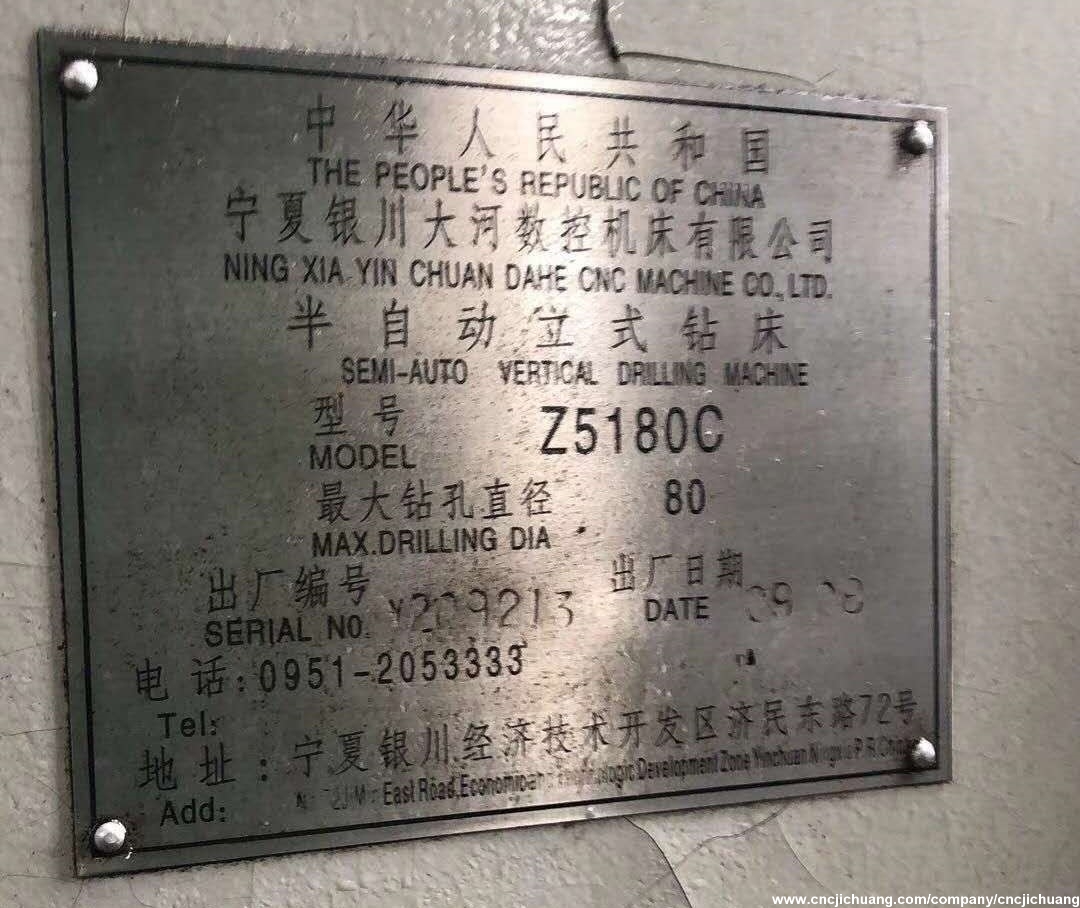 中华人民共和国
THE PEOPLE'S REPUBLIC OF CHINA
宁夏银川大河数控机床有限公司
NING XIA YIN CHUAN DAHE CNC MACHINE CO., LTD.
半自动立式钻床
SEMI-AUTO VERTICAL DRILLING MACHINE
型号 Z5180C
MODEL
最大钻孔直径 80
MAX.DRILLING DIA
出厂编号 出厂日期
SERIAL NO. DATE
电话:0951-2053333
Tel:
地址:宁夏银川经济技术开发区济民东路72号
Add: East Road.Economic Development Zone Yinchuan P.R.
www.cncjichuang.com/company/cncjichuang